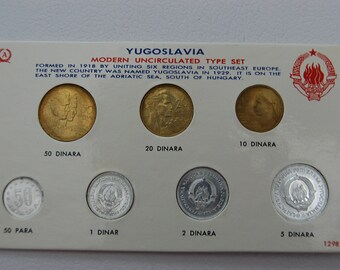 YUGOSLAVIA
MODERN UNCIRCULATED TYPE SET
FORMED IN 1918 BY UNITING SIX REGIONS IN SOUTHEAST EUROPE.
THE NEW COUNTRY WAS NAMED YUGOSLAVIA IN 1929. IT IS ON THE
EAST SHORE OF THE ADRIATIC SEA, SOUTH OF HUNGARY.
50 DINARA
20 DINARA
10 DINARA
50
50 PARA
1 DINAR
2 DINARA
5 DINARA
1298